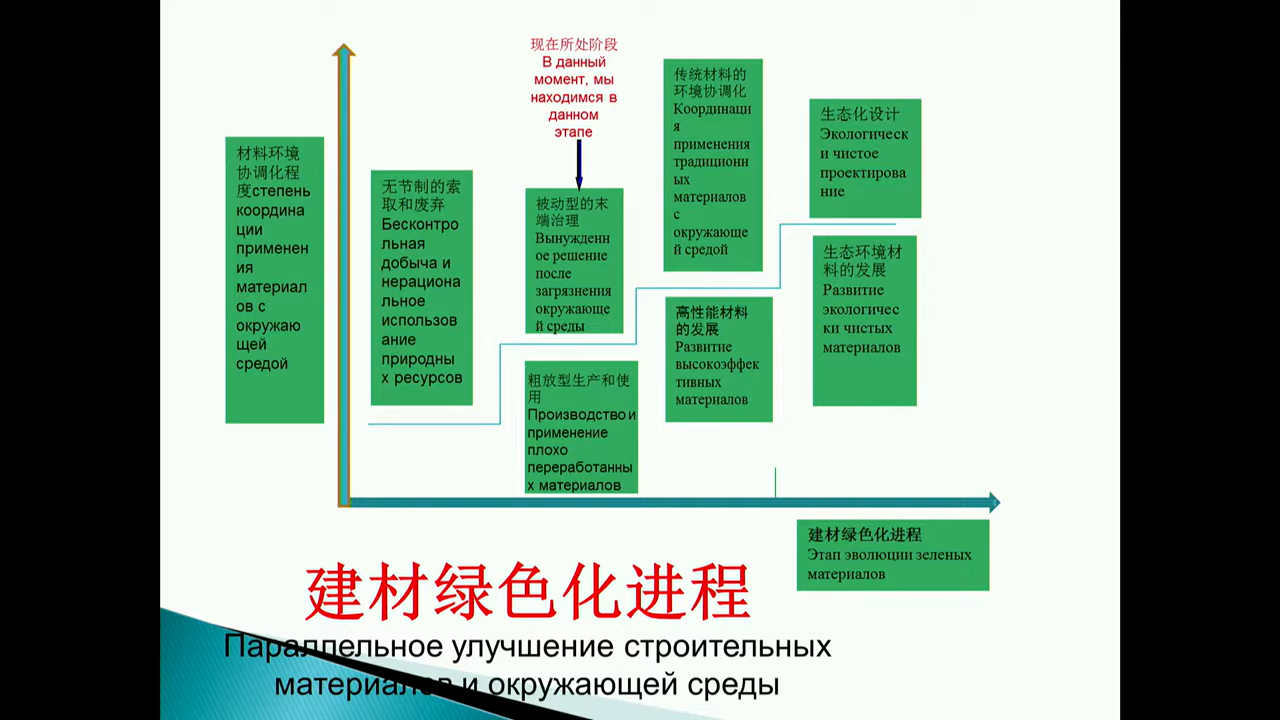 现在所处阶段
В данный
момент, мы
находимся в
данном
этапе
材料环境
协调化程
度степень
координа
ции
применен
ия
материал
ов с
окружаю
щей
средой
无节制的索
取和废弃
Бесконтро
льная
добыча и
нерациона
льное
использов
ание
природны
х ресурсов
被动型的末
端治理
Вынужденн
ое решение
после
загрязнения
окружающе
й среды
粗放型生产和使
用
Производство и
применение
плохо
переработанны
х материалов
传统材料的
环境协调化
Координаци
я
применения
традиционн
ых
материалов
с
окружающе
й средой
高性能材料
的发展
Развитие
высокоэффек
тивных
материалов
生态化设计
Экологическ
и чистое
проектирова
ние
生态环境材
料的发展
Развитие
экологичес
ки чистых
материалов
建材绿色化进程
Этап эволюции зеленых
материалов
建材绿色化进程
Параллельное улучшение строительных
материалов и окружающей среды